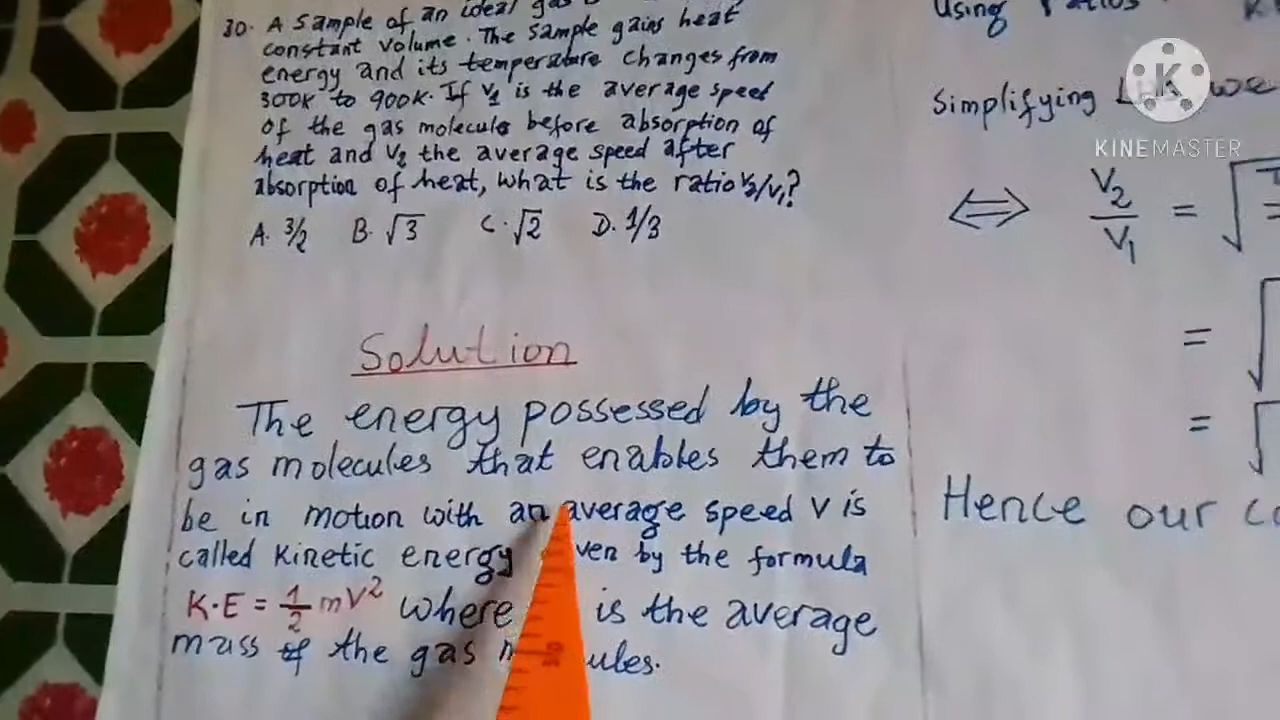 30. A sample of an ideal gas
constant volume. The sample gains heat
energy and its temperature changes from
300K to 900K. If V1 is the average speed
of the gas molecule before absorption of
heat and V2 the average speed after
absorption of heat, what is the ratio V2/V1?
A. 3/2 B. √3 C. √2 D. 1/3
Solution
The energy possessed by the
gas molecules that enables them to
be in motion with an average speed V is
called Kinetic energy ven by the formula
K.E = 1/2 mV² where is the average
mass of the gas m ules.
Using ratios
Simplifying LHS we
⇔ V2/V1 = √
= √
= √
Hence our co
K
KINEMASTER